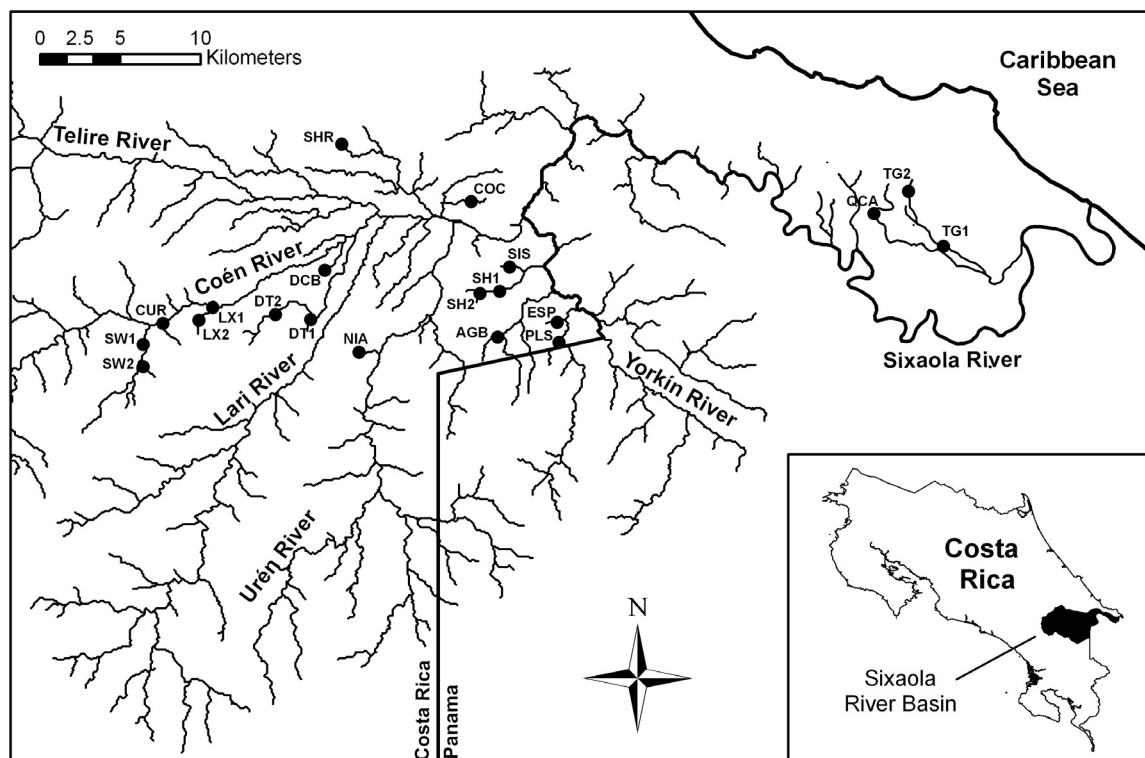 0 2.5 5 10
Kilometers
Caribbean
Sea
Telire River
SHR
COC
TG2
QCA
TG1
SIS
Coén River
DCB
SH1
SH2
CUR
LX1
LX2
DT2
DT1
ESP
SW1
NIA
AGB
PLS
SW2
Sixaola River
Lari River
Yorkín River
Urén River
Costa Rica
Panama
N
Costa
Rica
Sixaola
River Basin